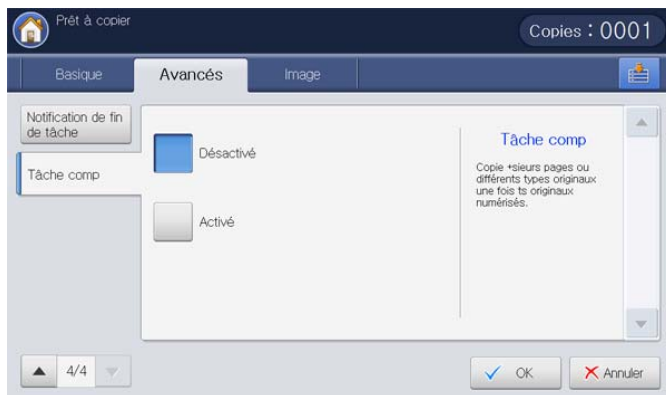 Prêt à copier
Copies : 0001
Basique
Avancés
Image
Notification de fin
de tâche
Tâche comp
Désactivé
Activé
Tâche comp
Copie +sieurs pages ou
différents types originaux
une fois ts originaux
numérisés.
4/4
OK
Annuler